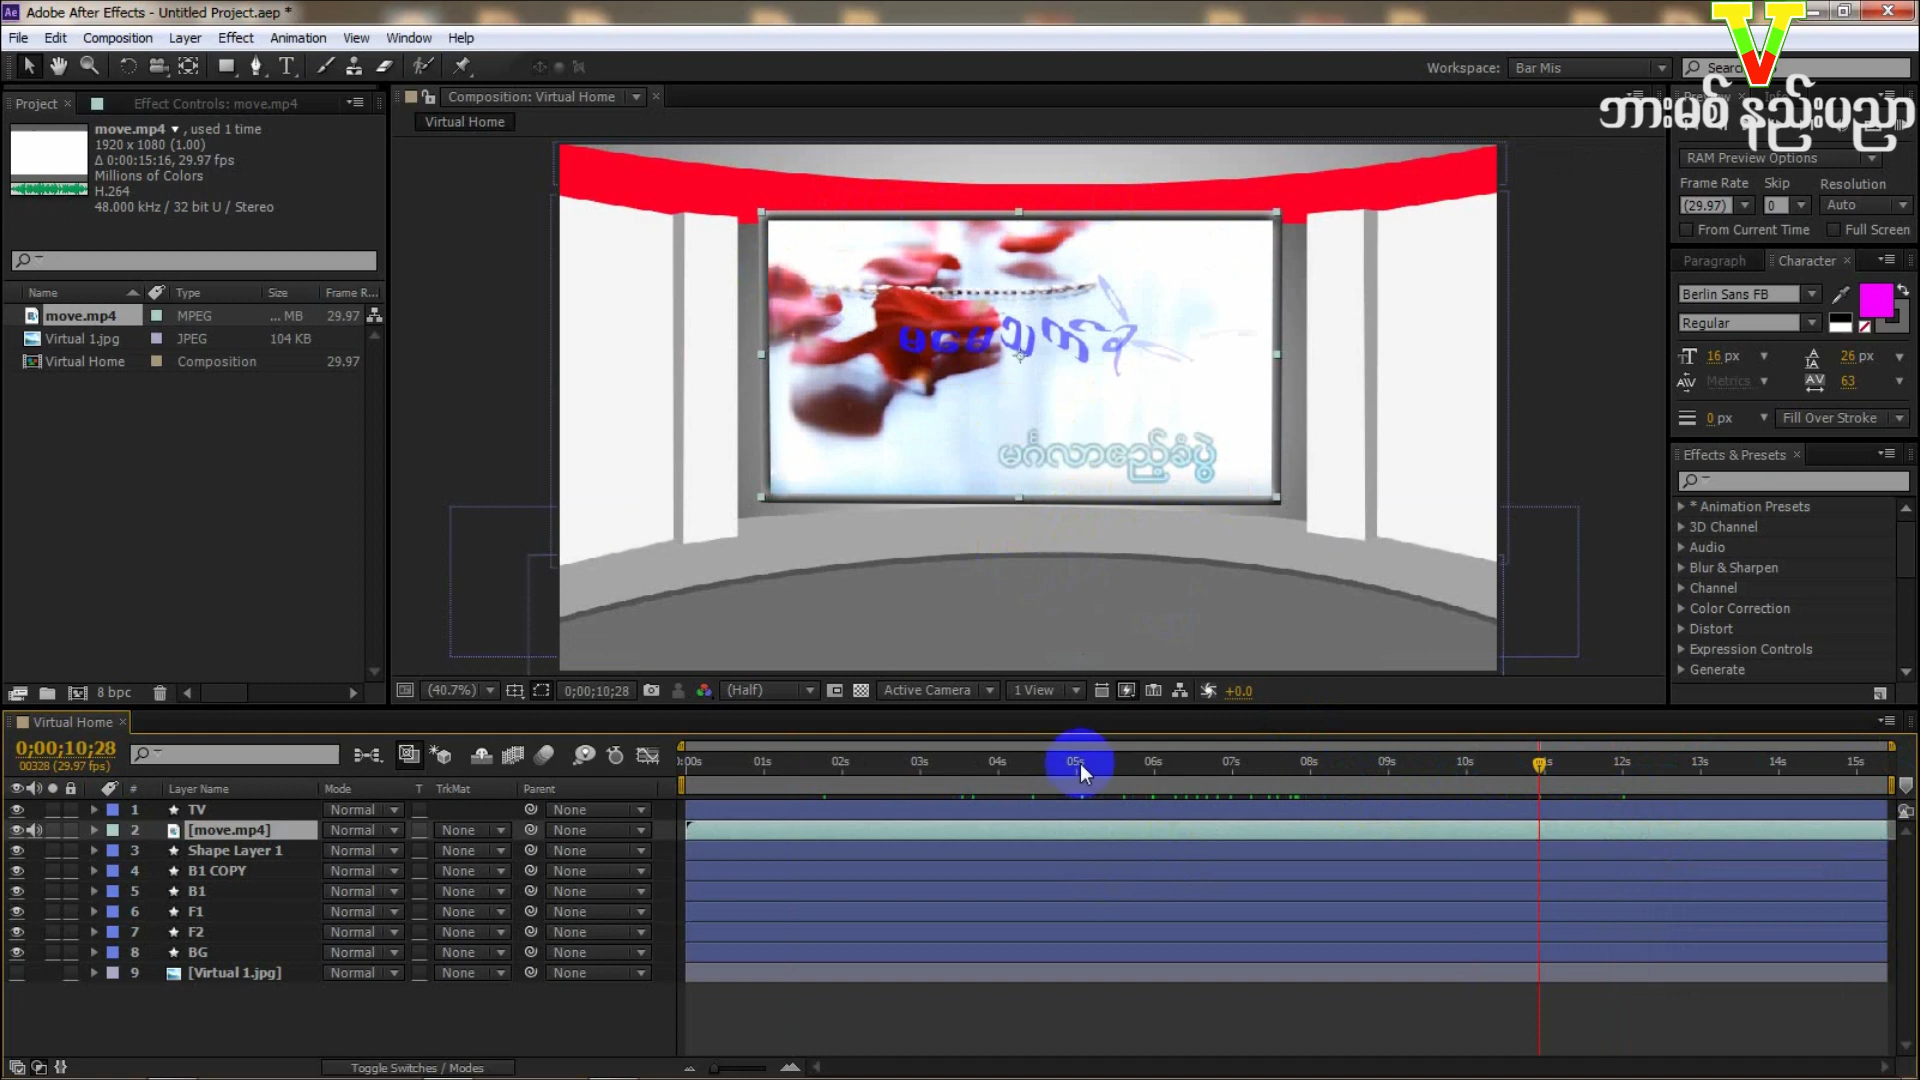 Adobe After Effects - Untitled Project.aep *
File Edit Composition Layer Effect Animation View Window Help
Workspace: Bar Mis
V
ဘားမစ် နည်းပညာ
Project Effect Controls: move.mp4
Composition: Virtual Home
Virtual Home
move.mp4 , used 1 time
1920 x 1080 (1.00)
Δ 0:00:15:16, 29.97 fps
Millions of Colors
H.264
48.000 kHz / 32 bit U / Stereo
Name Type Size Frame R...
move.mp4 MPEG ... MB 29.97
Virtual 1.jpg JPEG 104 KB
Virtual Home Composition 29.97
8 bpc
မင်္ဂလာဧည့်ခံပွဲ
(40.7%) 0;00;10;28 (Half) Active Camera 1 View +0.0
RAM Preview Options
Frame Rate Skip Resolution
(29.97) 0 Auto
From Current Time Full Screen
Paragraph Character
Berlin Sans FB
Regular
16 px 26 px
Metrics 63
0 px Fill Over Stroke
Effects & Presets
* Animation Presets
3D Channel
Audio
Blur & Sharpen
Channel
Color Correction
Distort
Expression Controls
Generate
Virtual Home
0;00;10;28
00328 (29.97 fps)
:00s 01s 02s 03s 04s 05s 06s 07s 08s 09s 10s 12s 13s 14s 15s
# Layer Name Mode T TrkMat Parent
1 TV Normal None
2 [move.mp4] Normal None None
3 Shape Layer 1 Normal None None
4 B1 COPY Normal None None
5 B1 Normal None None
6 F1 Normal None None
7 F2 Normal None None
8 BG Normal None None
9 [Virtual 1.jpg] Normal None None
Toggle Switches / Modes